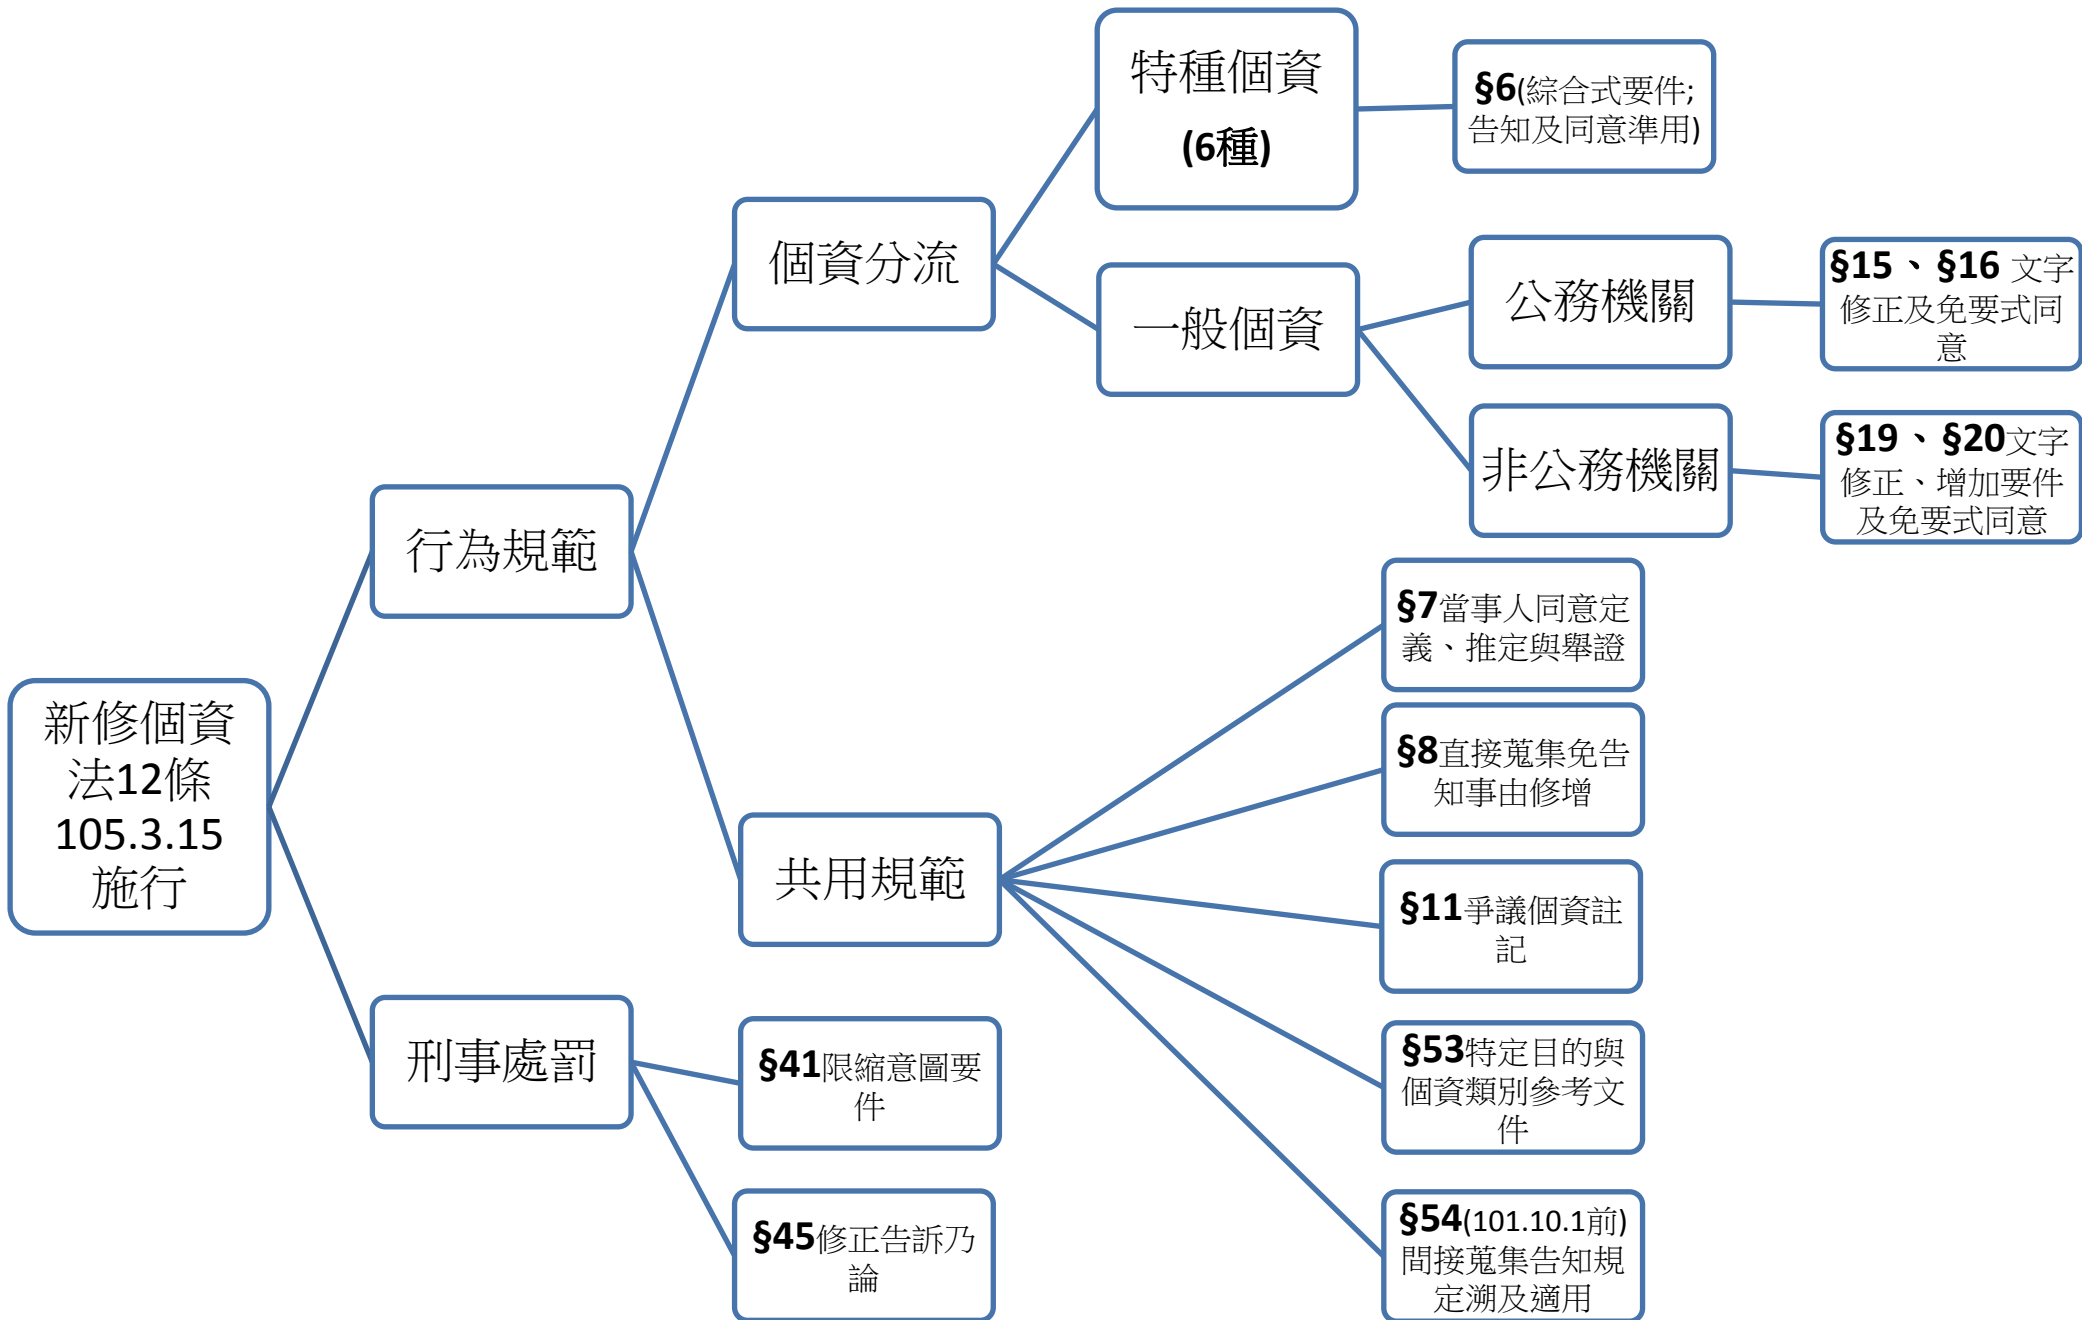 新修個資
法12條
105.3.15
施行
行為規範
刑事處罰
個資分流
共用規範
§41限縮意圖要
件
§45修正告訴乃
論
特種個資
(6種)
一般個資
§6(綜合式要件;
告知及同意準用)
公務機關
非公務機關
§15、§16 文字
修正及免要式同
意
§19、§20文字
修正、增加要件
及免要式同意
§7當事人同意定
義、推定與舉證
§8直接蒐集免告
知事由修增
§11爭議個資註
記
§53特定目的與
個資類別參考文
件
§54(101.10.1前)
間接蒐集告知規
定溯及適用